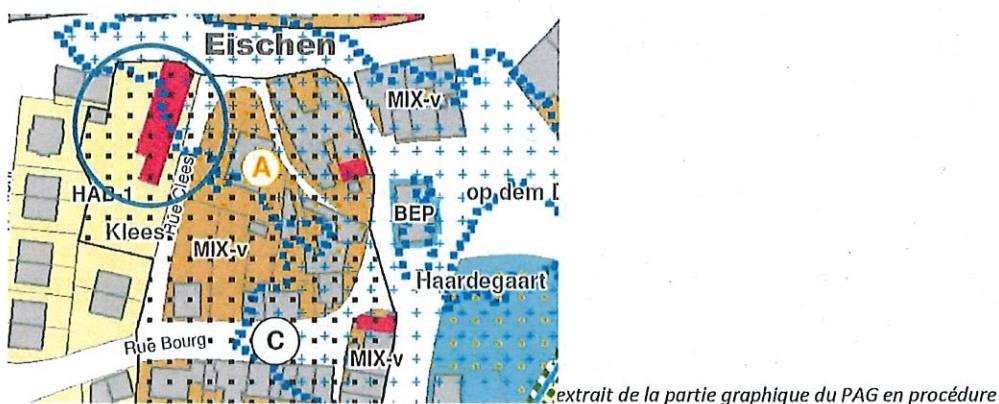 Eischen
MIX-v
A
HAB-1
Rue Clees
BEP
op dem D
Klees
MIX-v
Haardegaart
C
Rue Bourg
MIX-v
extrait de la partie graphique du PAG en procédure